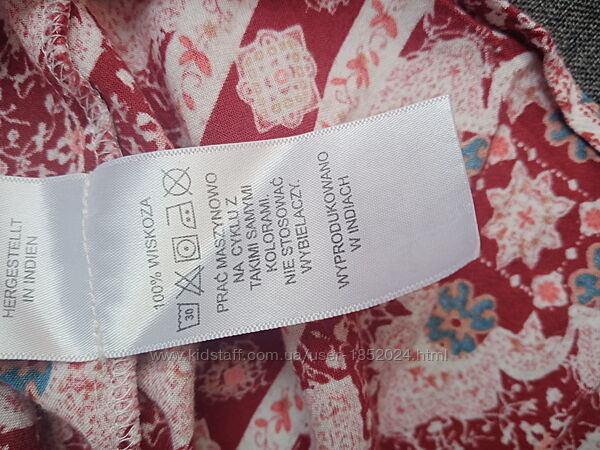 HERGESTELLT
IN INDIEN
100% WISKOZA
30
PRAĆ MASZYNOWO
NA CYKLU Z
TAKIMI SAMYMI
KOLORAMI.
NIE STOSOWAĆ
WYBIELACZY.
WYPRODUKOWANO
W INDIACH
www.kidstaff.com.ua/user-1852024.html